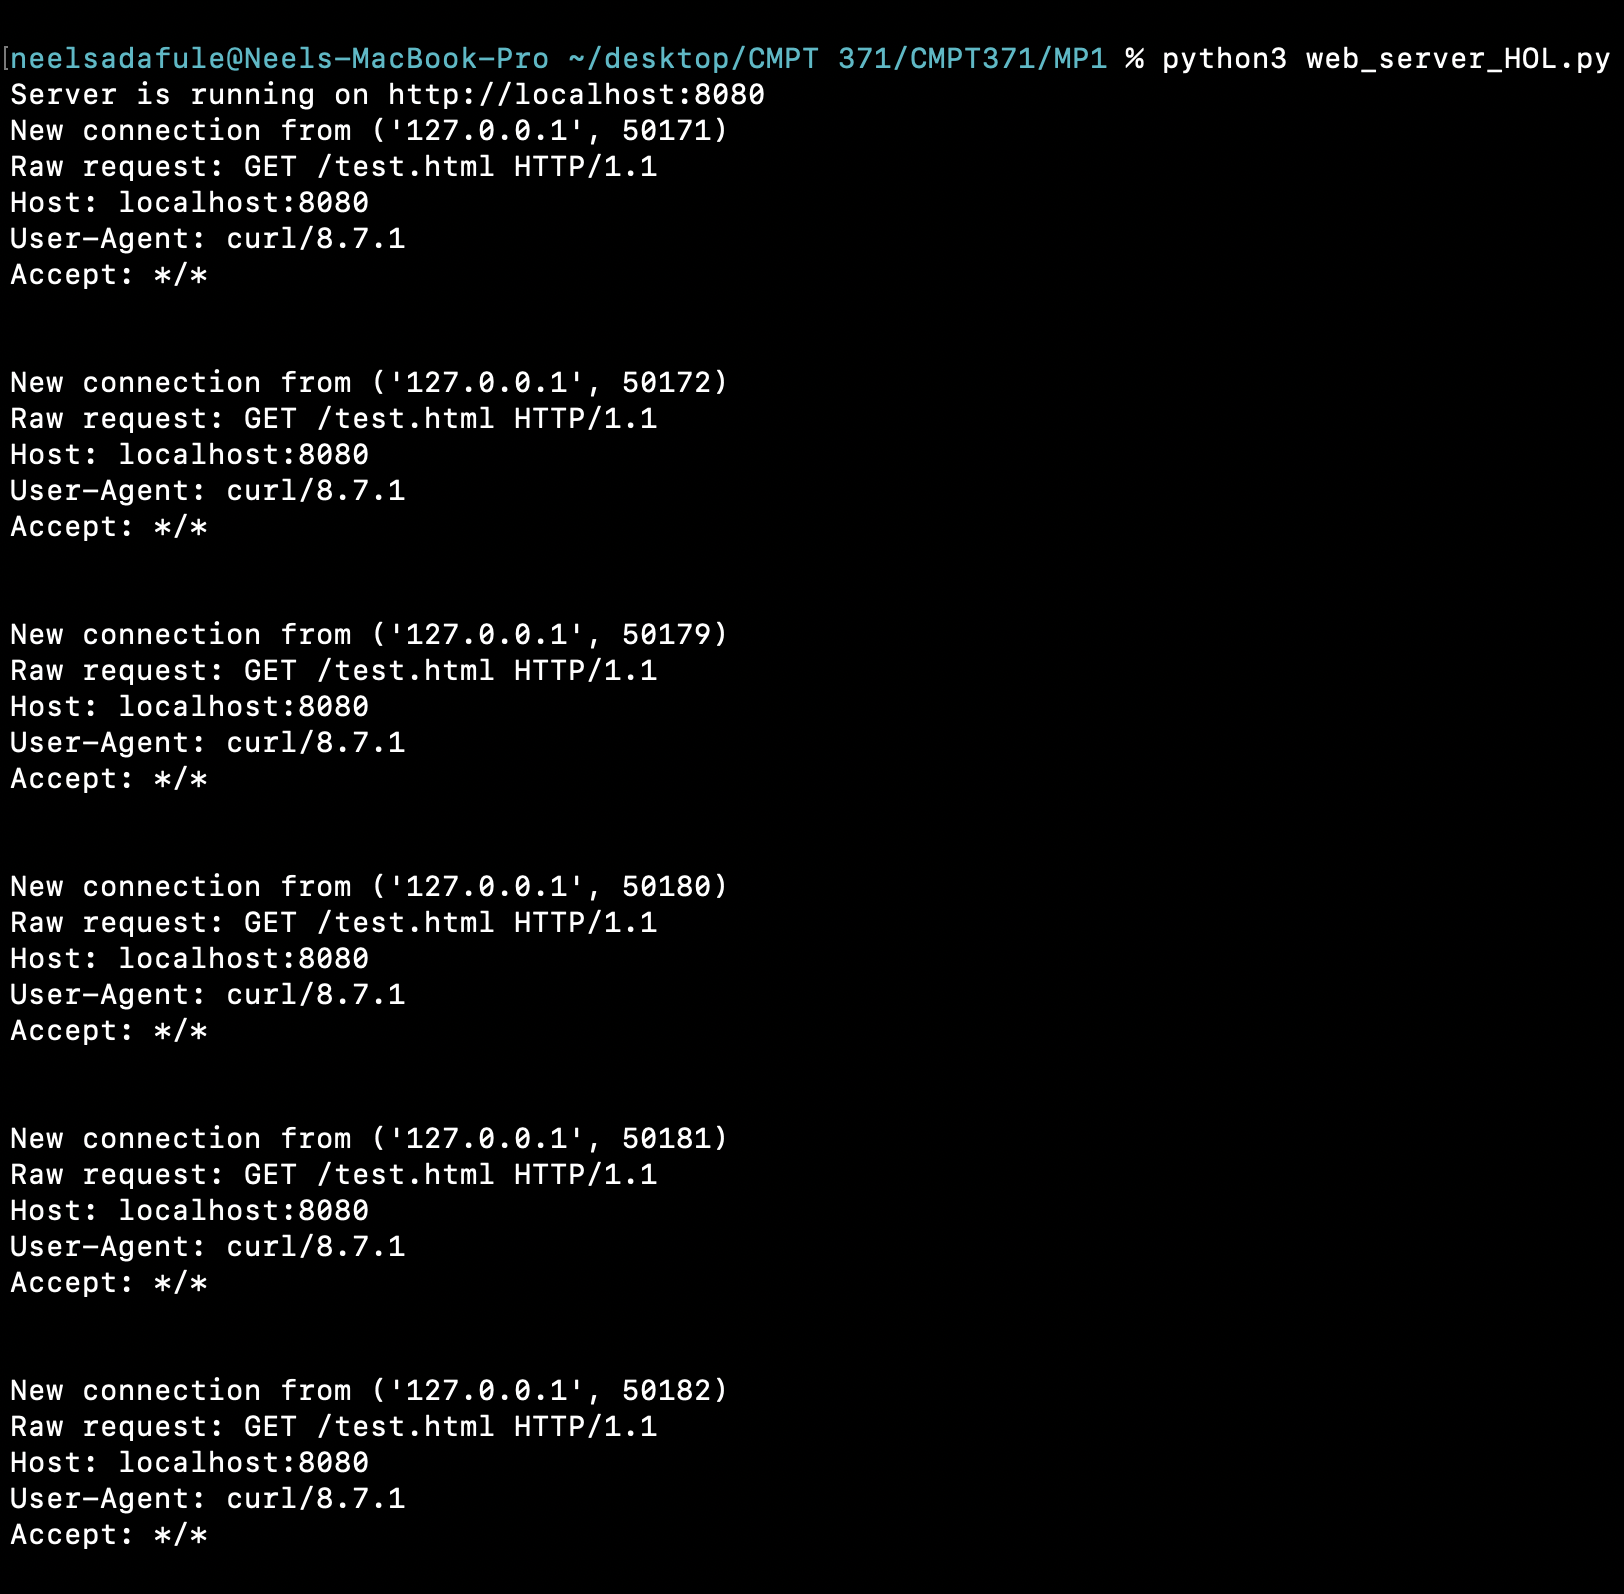 [neelsadafule@Neels-MacBook-Pro ~/desktop/CMPT 371/CMPT371/MP1 % python3 web_server_HOL.py
Server is running on http://localhost:8080
New connection from ('127.0.0.1', 50171)
Raw request: GET /test.html HTTP/1.1
Host: localhost:8080
User-Agent: curl/8.7.1
Accept: */*
New connection from ('127.0.0.1', 50172)
Raw request: GET /test.html HTTP/1.1
Host: localhost:8080
User-Agent: curl/8.7.1
Accept: */*
New connection from ('127.0.0.1', 50179)
Raw request: GET /test.html HTTP/1.1
Host: localhost:8080
User-Agent: curl/8.7.1
Accept: */*
New connection from ('127.0.0.1', 50180)
Raw request: GET /test.html HTTP/1.1
Host: localhost:8080
User-Agent: curl/8.7.1
Accept: */*
New connection from ('127.0.0.1', 50181)
Raw request: GET /test.html HTTP/1.1
Host: localhost:8080
User-Agent: curl/8.7.1
Accept: */*
New connection from ('127.0.0.1', 50182)
Raw request: GET /test.html HTTP/1.1
Host: localhost:8080
User-Agent: curl/8.7.1
Accept: */*